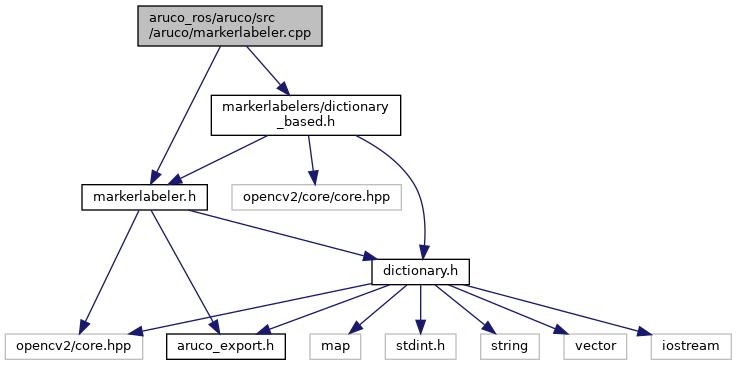 aruco_ros/aruco/src
/aruco/markerlabeler.cpp
markerlabelers/dictionary
_based.h
markerlabeler.h
opencv2/core/core.hpp
dictionary.h
opencv2/core.hpp
aruco_export.h
map
stdint.h
string
vector
iostream